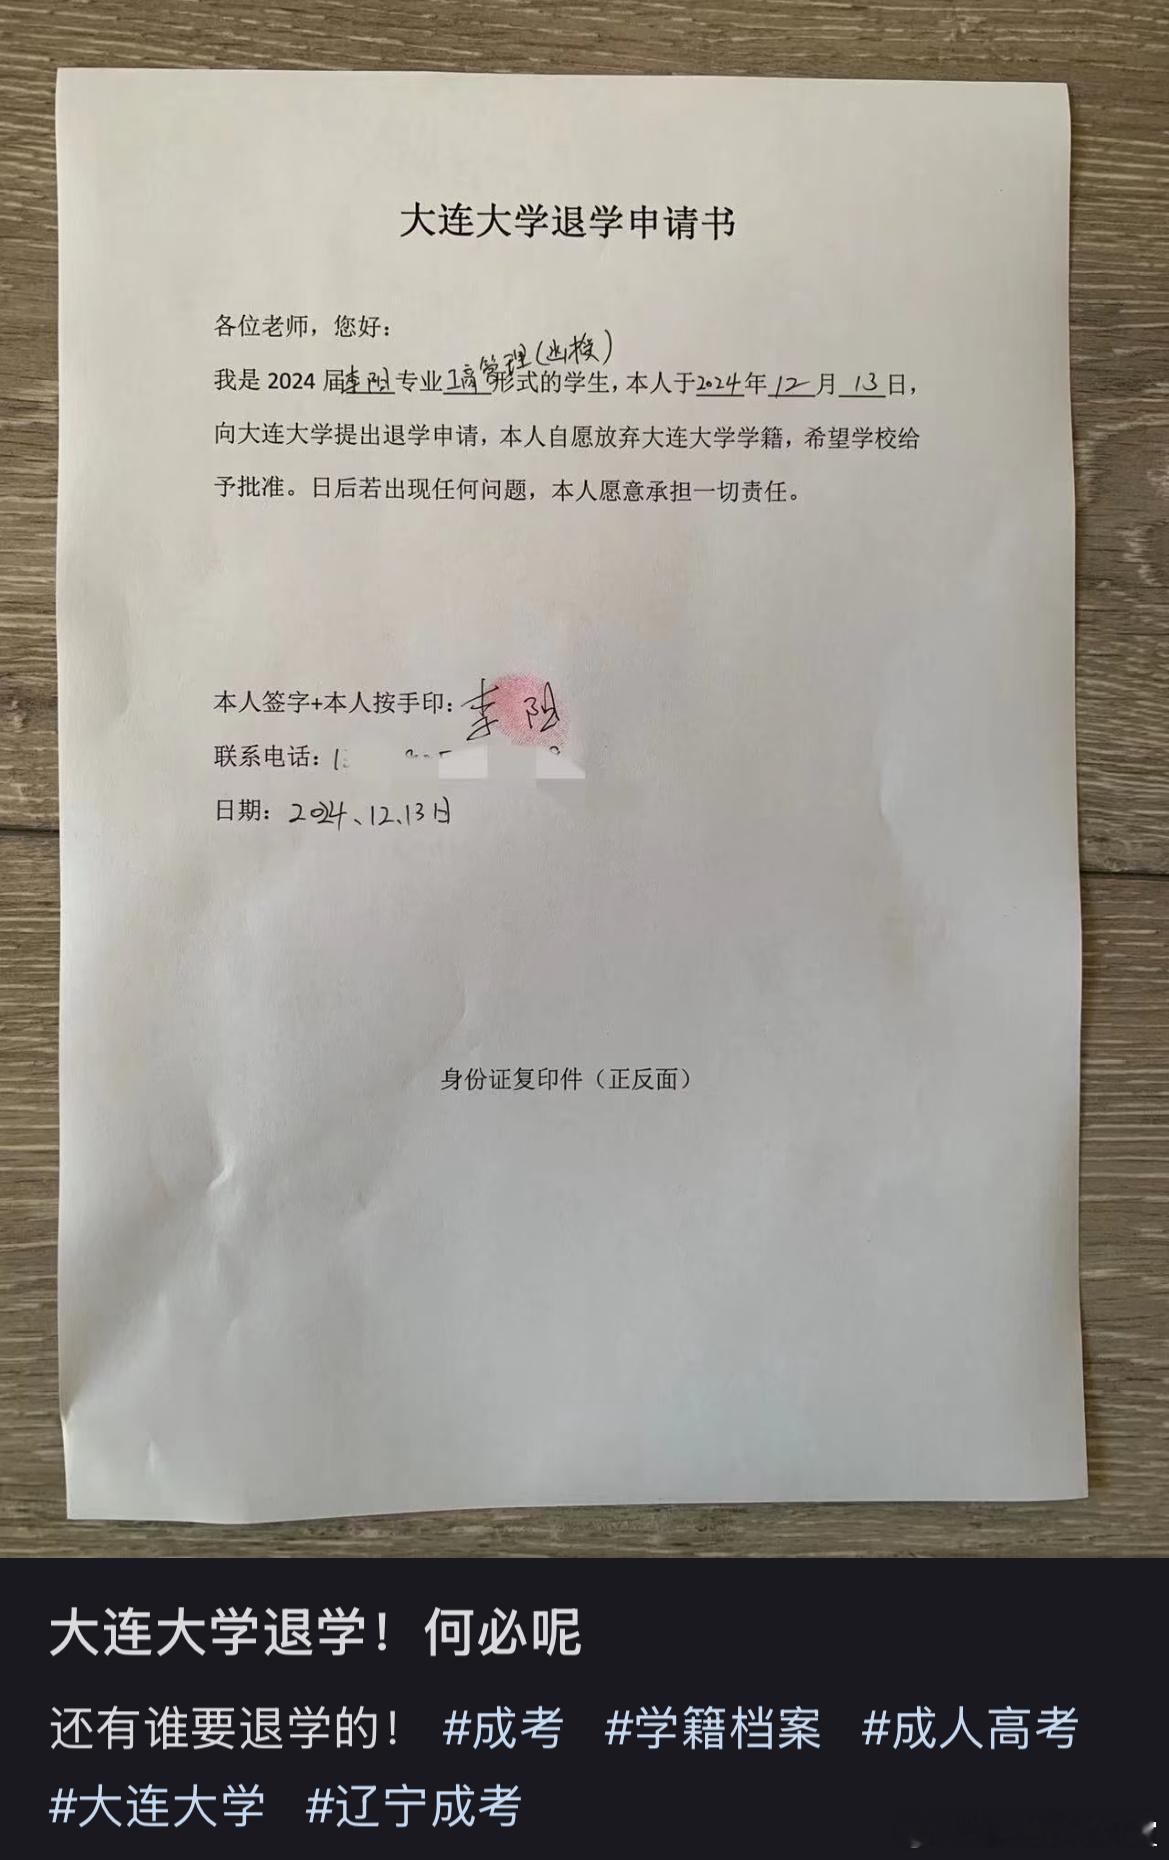 大连大学退学申请书
各位老师，您好：
我是 2024 届李阳专业工商管理(函授)形式的学生，本人于2024年12月13日，
向大连大学提出退学申请，本人自愿放弃大连大学学籍，希望学校给
予批准。日后若出现任何问题，本人愿意承担一切责任。
本人签字+本人按手印：李阳
联系电话：
日期：2024、12、13日
身份证复印件（正反面）
大连大学退学！何必呢
还有谁要退学的！ #成考 #学籍档案 #成人高考
#大连大学 #辽宁成考